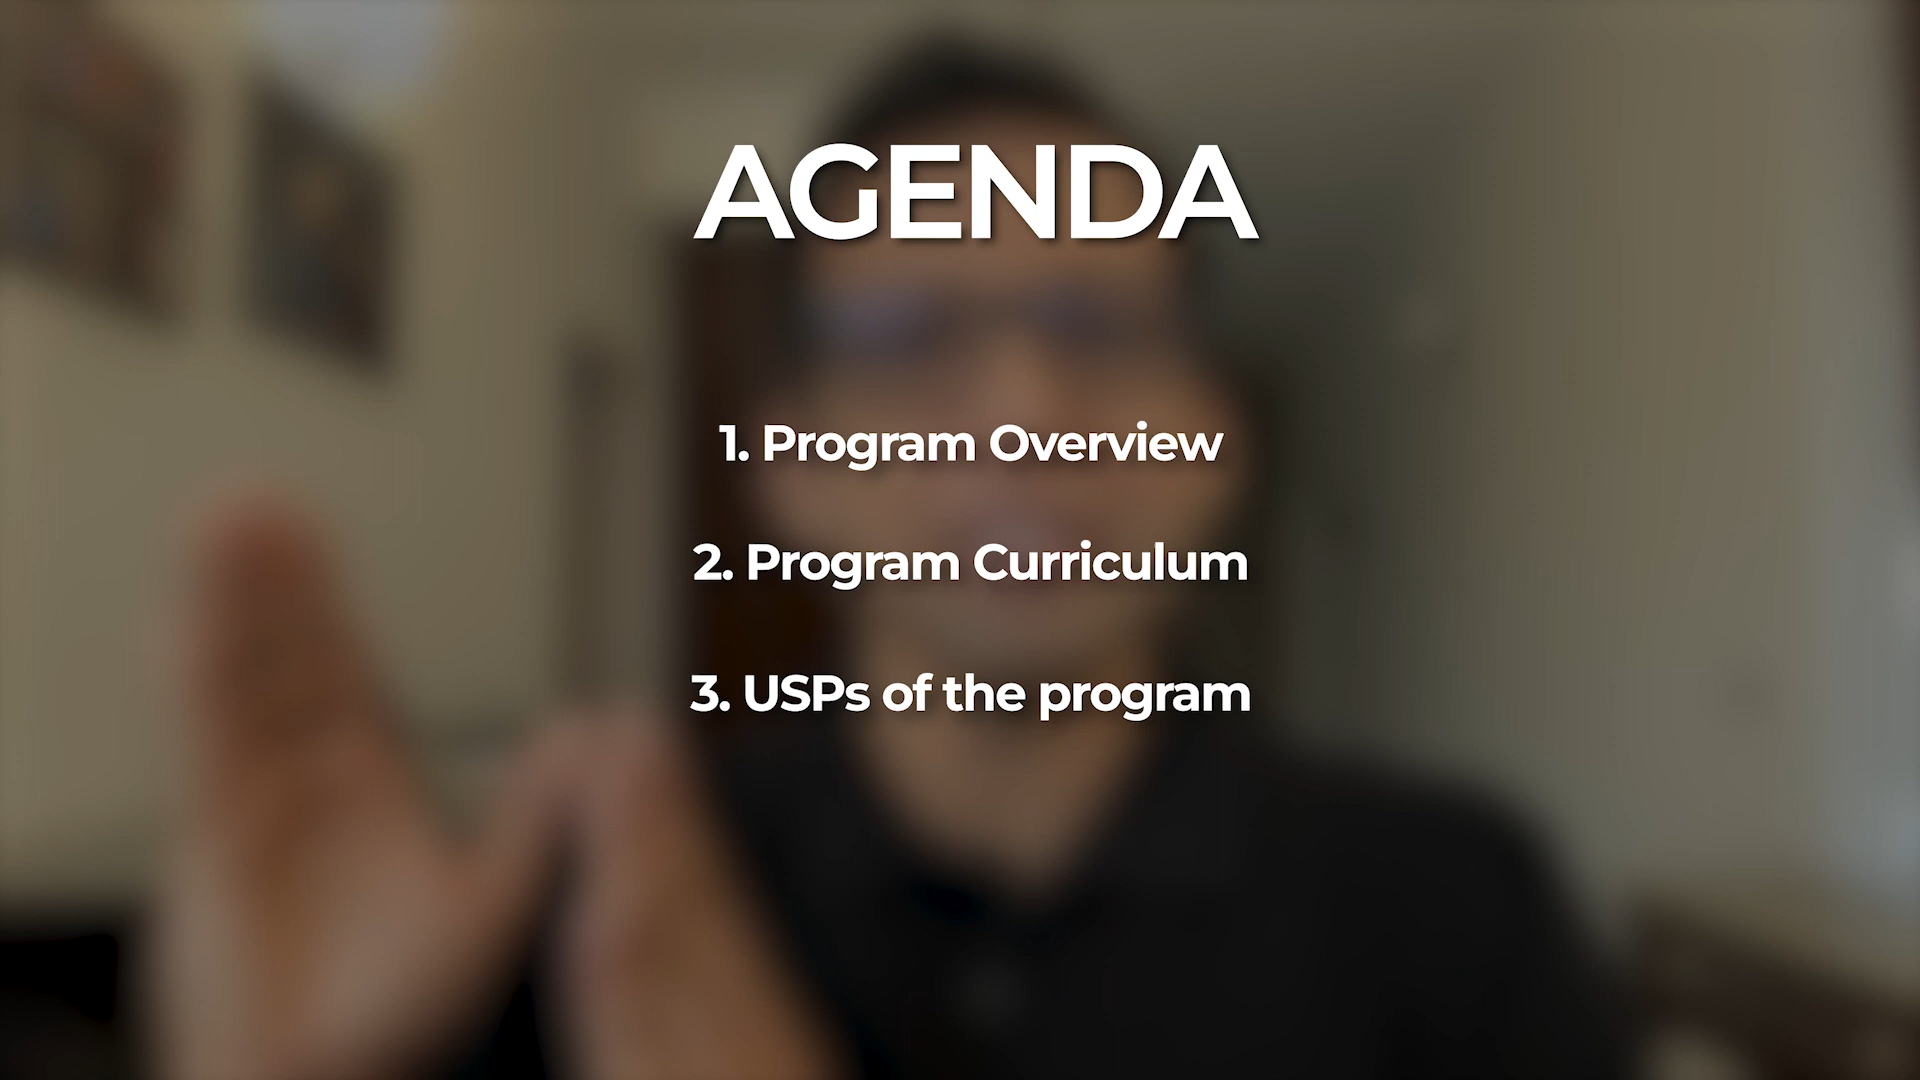 AGENDA
1. Program Overview
2. Program Curriculum
3. USPs of the program